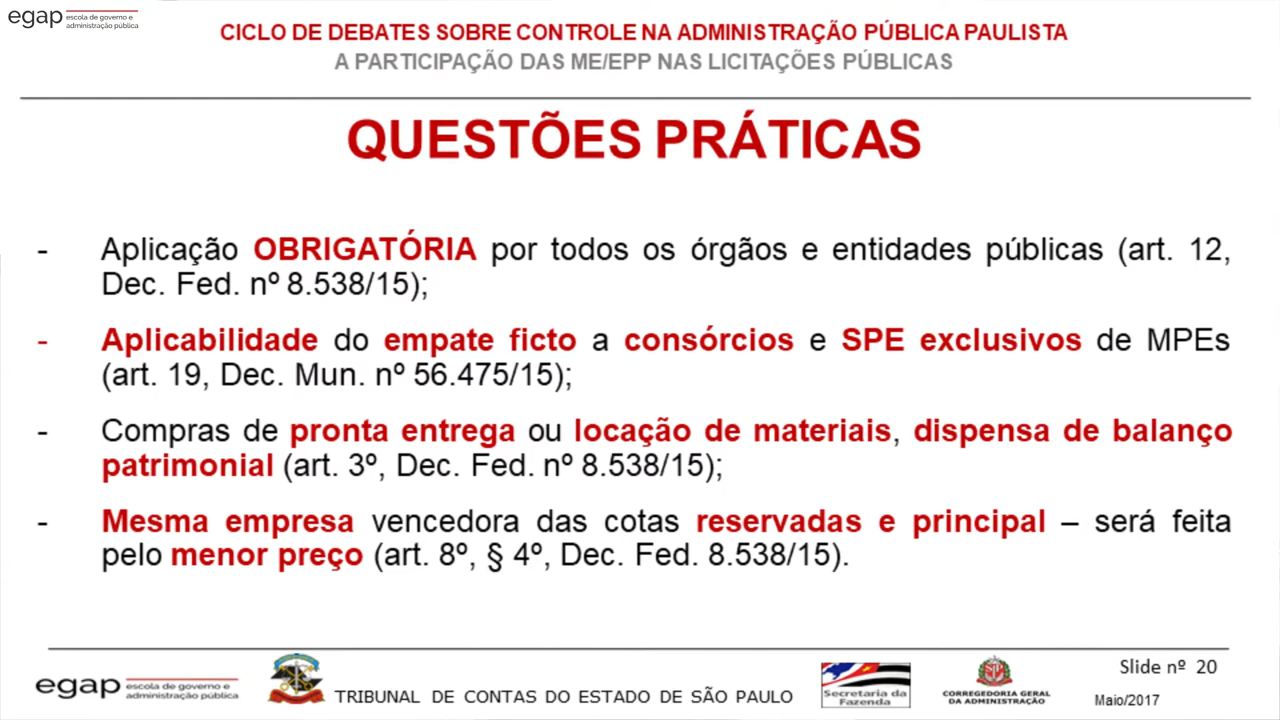 egap escola de governo e
administração pública
CICLO DE DEBATES SOBRE CONTROLE NA ADMINISTRAÇÃO PÚBLICA PAULISTA
A PARTICIPAÇÃO DAS ME/EPP NAS LICITAÇÕES PÚBLICAS
QUESTÕES PRÁTICAS
- Aplicação OBRIGATÓRIA por todos os órgãos e entidades públicas (art. 12,
Dec. Fed. nº 8.538/15);
- Aplicabilidade do empate ficto a consórcios e SPE exclusivos de MPEs
(art. 19, Dec. Mun. nº 56.475/15);
- Compras de pronta entrega ou locação de materiais, dispensa de balanço
patrimonial (art. 3º, Dec. Fed. nº 8.538/15);
- Mesma empresa vencedora das cotas reservadas e principal – será feita
pelo menor preço (art. 8º, § 4º, Dec. Fed. 8.538/15).
egap escola de governo e
administração pública
TRIBUNAL DE CONTAS DO ESTADO DE SÃO PAULO
Secretaria da
Fazenda
CORREGEDORIA GERAL
DA ADMINISTRAÇÃO
Slide nº 20
Maio/2017